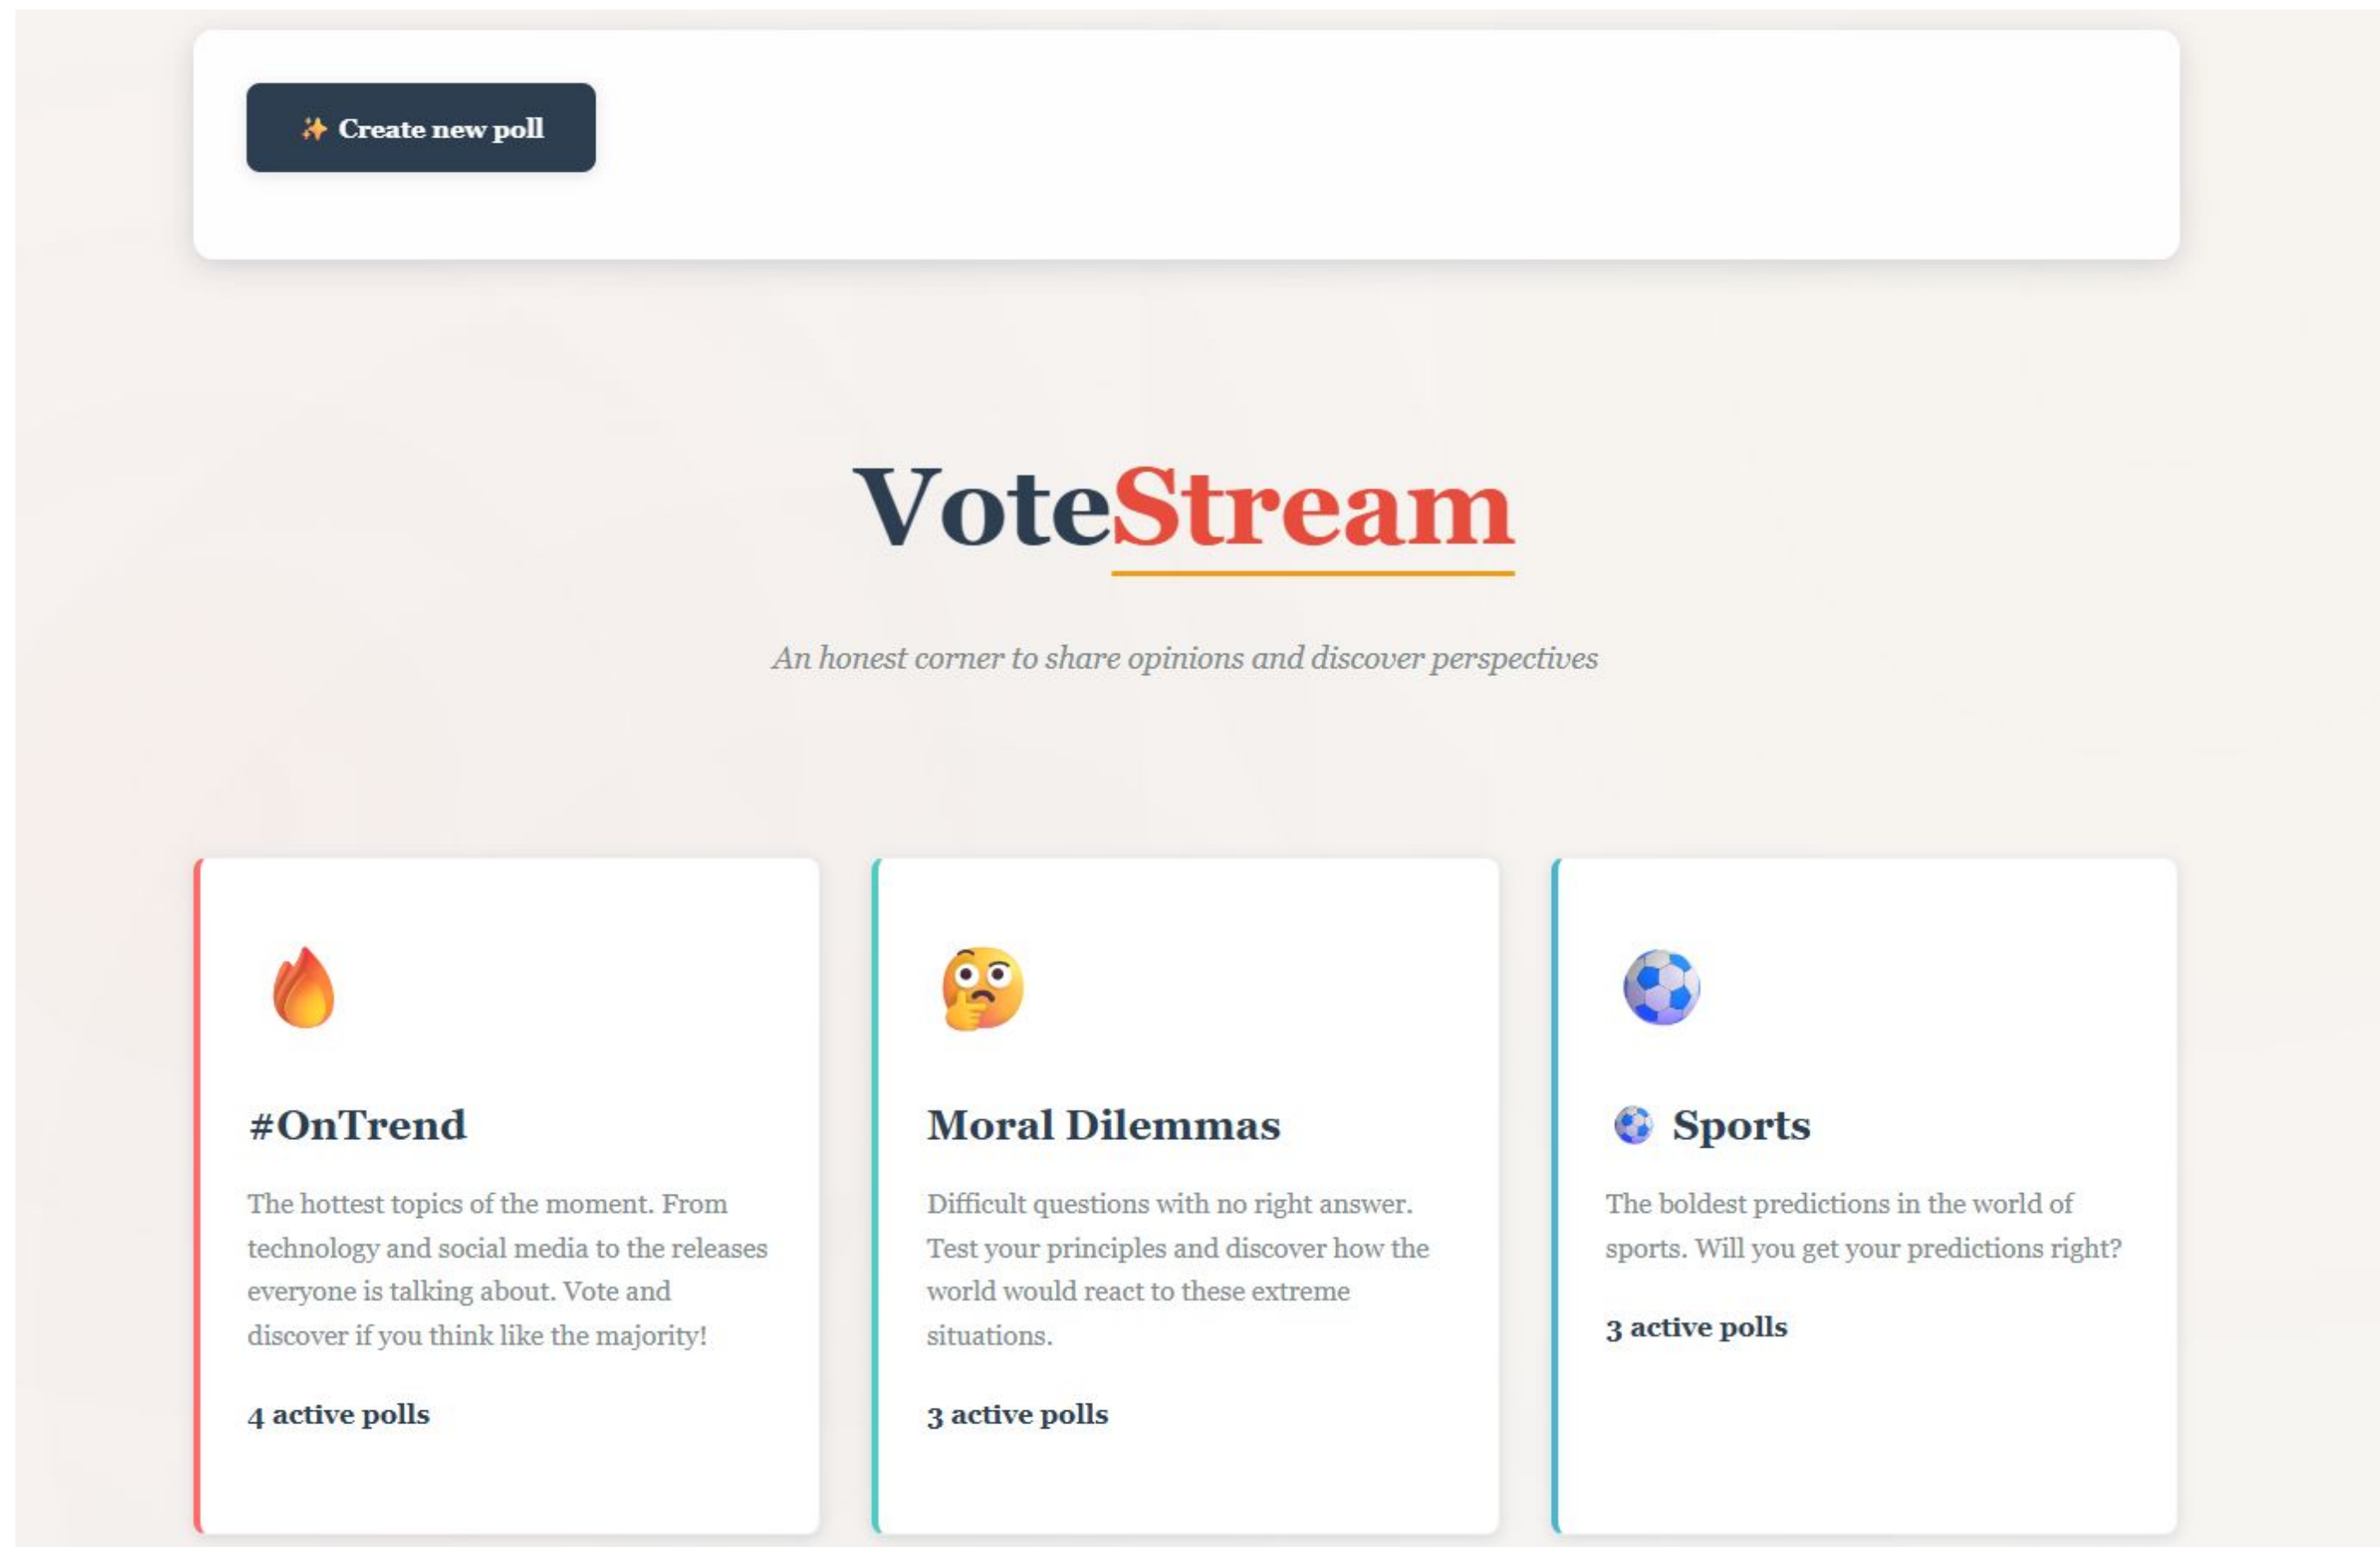 ✨ Create new poll
VoteStream
An honest corner to share opinions and discover perspectives
#OnTrend
The hottest topics of the moment. From
technology and social media to the releases
everyone is talking about. Vote and
discover if you think like the majority!
4 active polls
Moral Dilemmas
Difficult questions with no right answer.
Test your principles and discover how the
world would react to these extreme
situations.
3 active polls
⚽ Sports
The boldest predictions in the world of
sports. Will you get your predictions right?
3 active polls